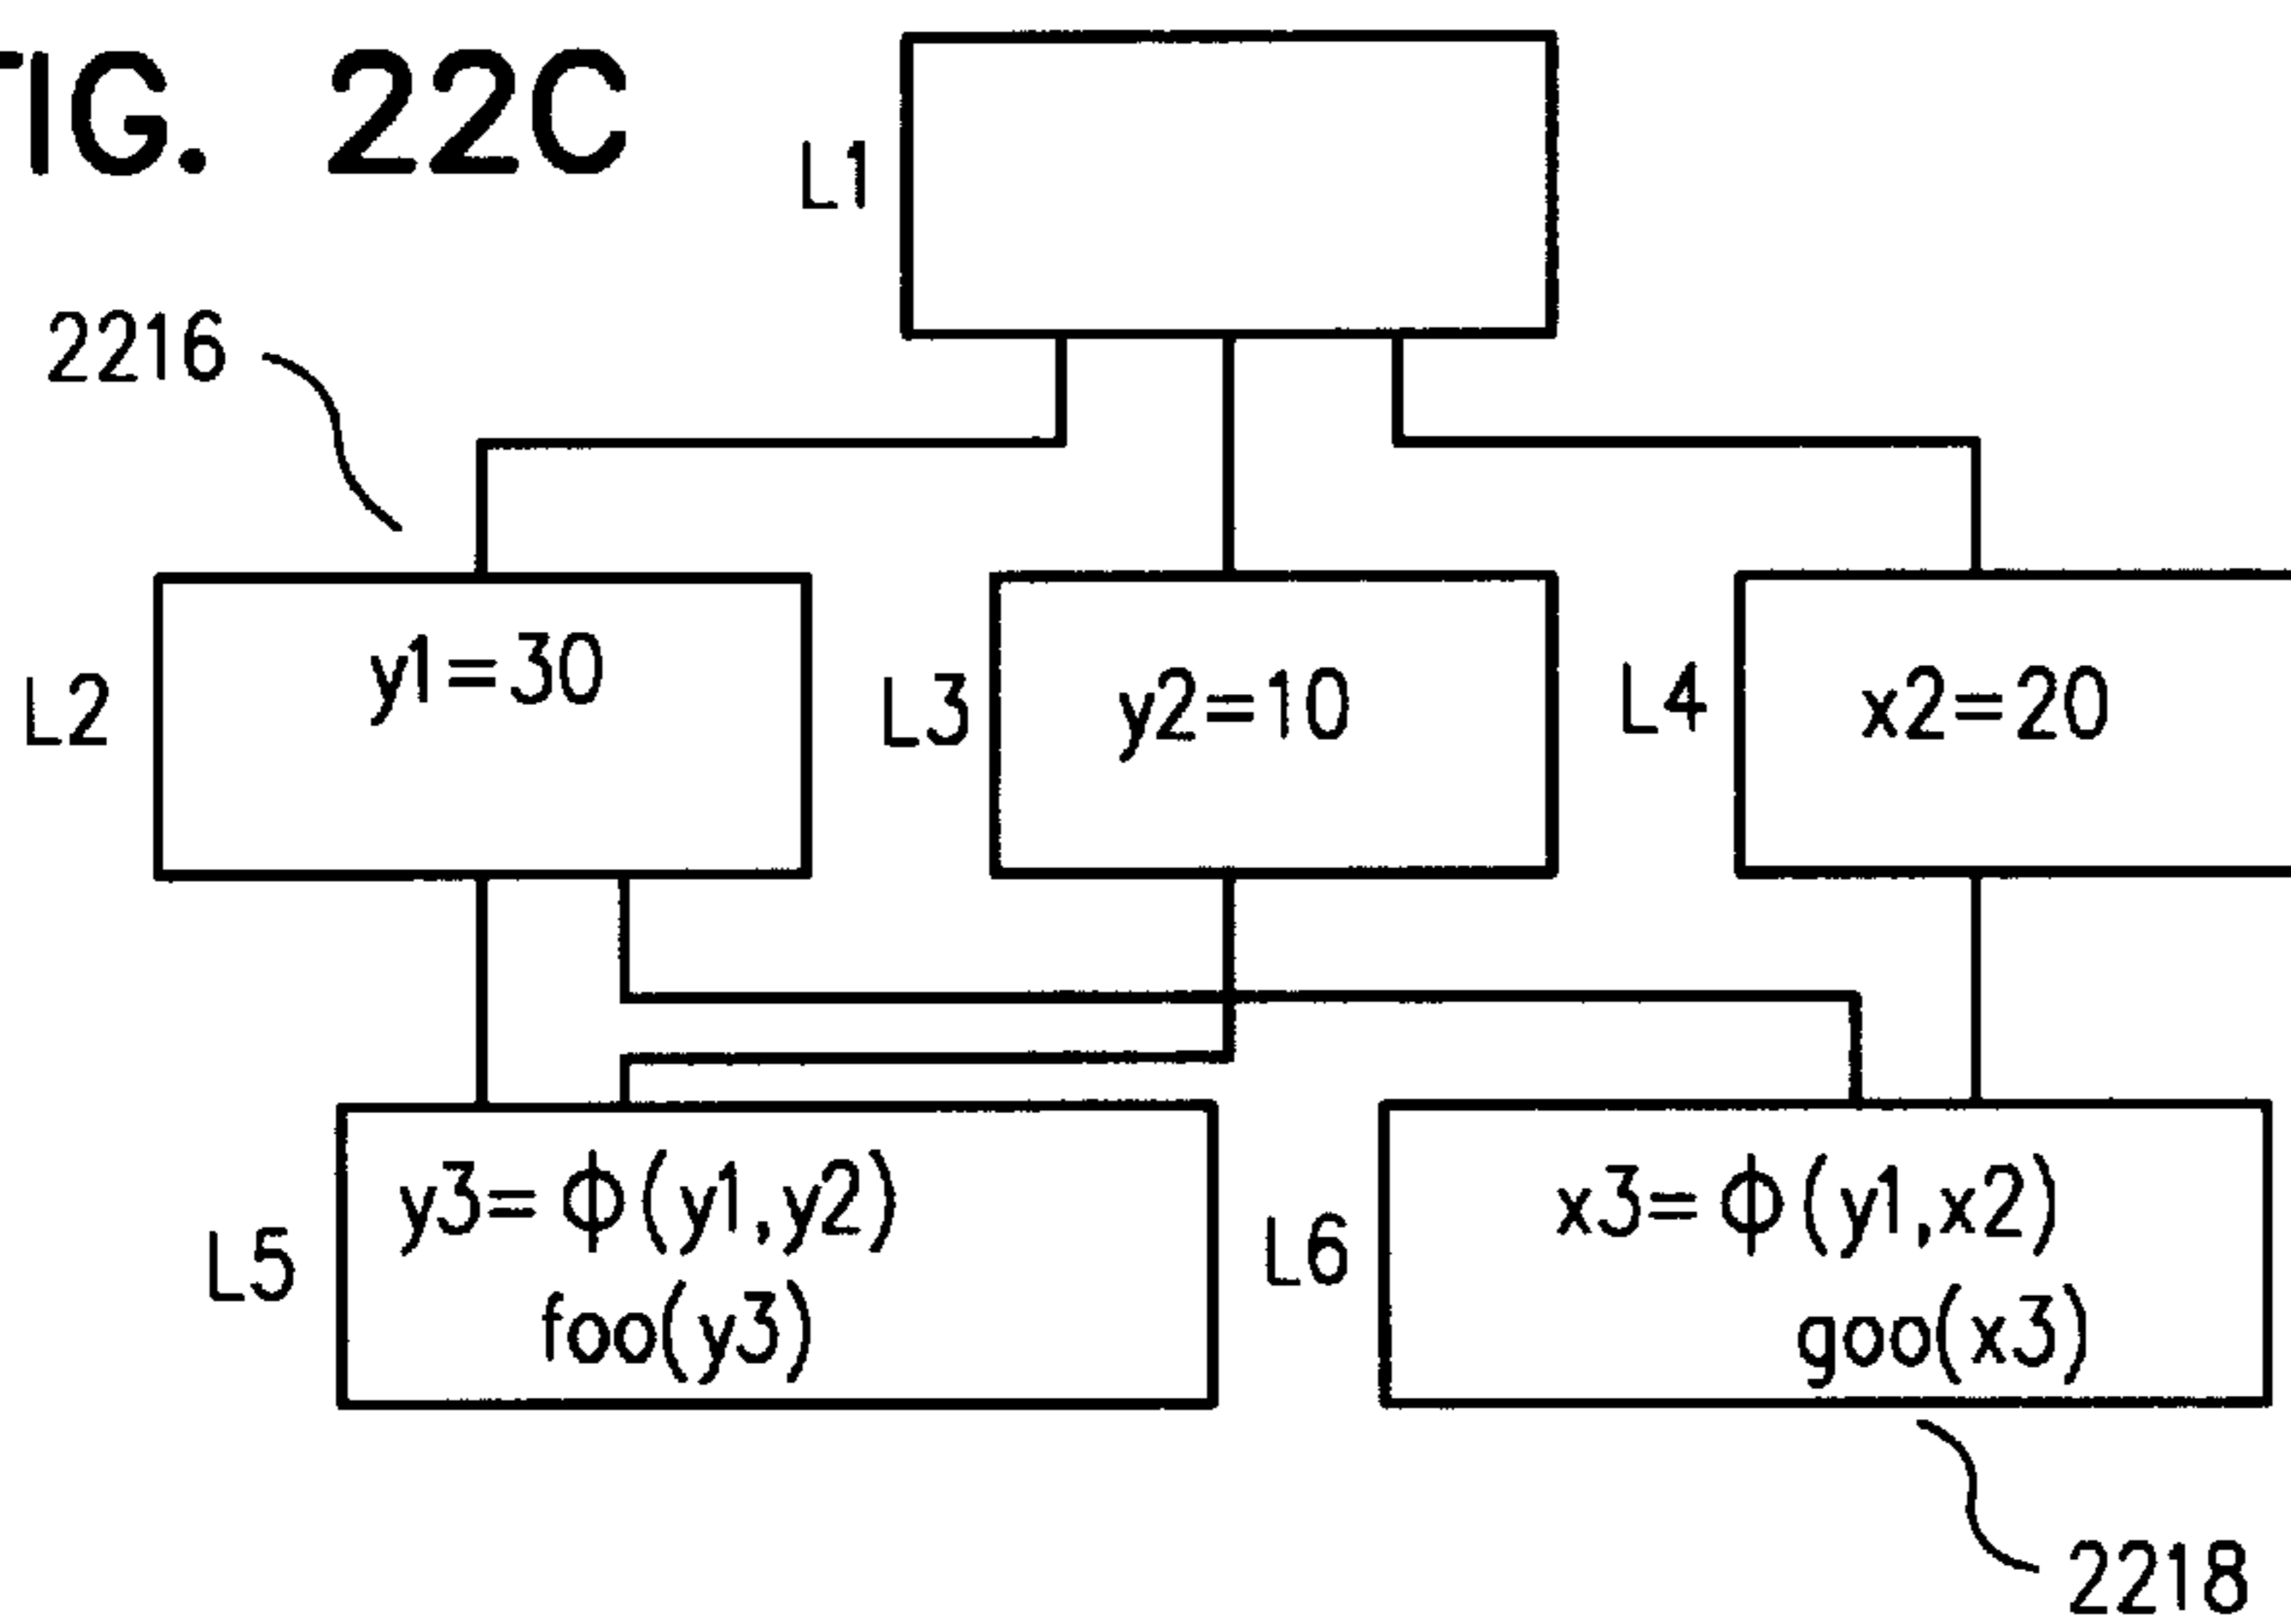 FIG. 22C
L1
2216
L2
y1=30
L3
y2=10
L4
x2=20
L5
y3= ϕ(y1,y2)
foo(y3)
L6
x3= ϕ(y1,x2)
goo(x3)
2218